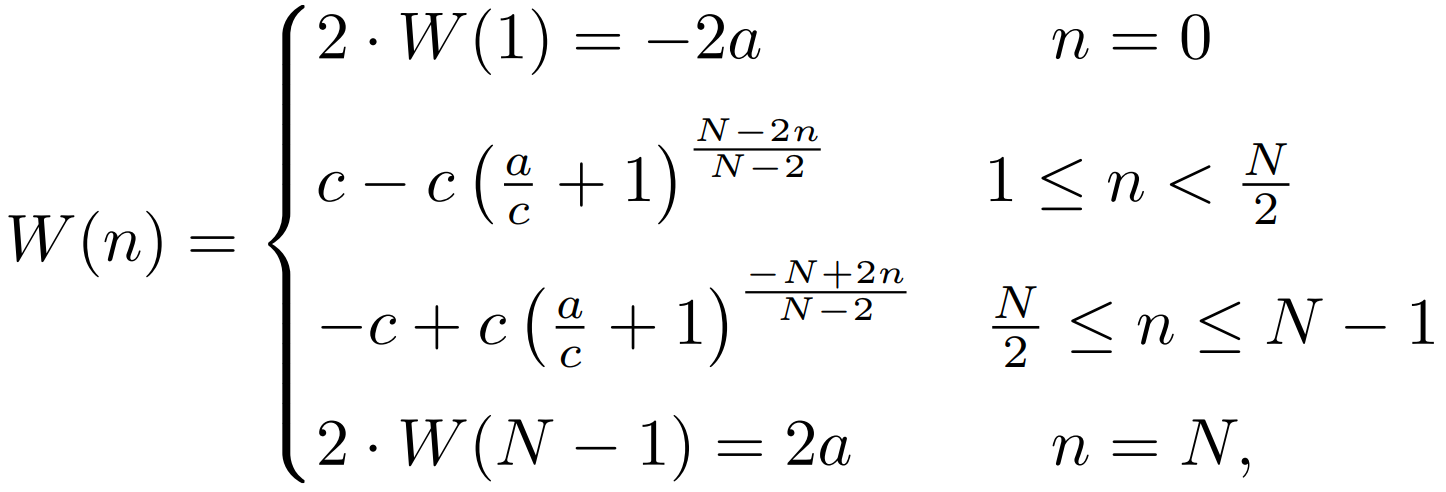 2 · W(1) = −2a n = 0
c − c (a/c + 1)^{(N−2n)/(N−2)} 1 ≤ n < N/2
W(n) = {
−c + c (a/c + 1)^{(−N+2n)/(N−2)} N/2 ≤ n ≤ N − 1
2 · W(N − 1) = 2a n = N,